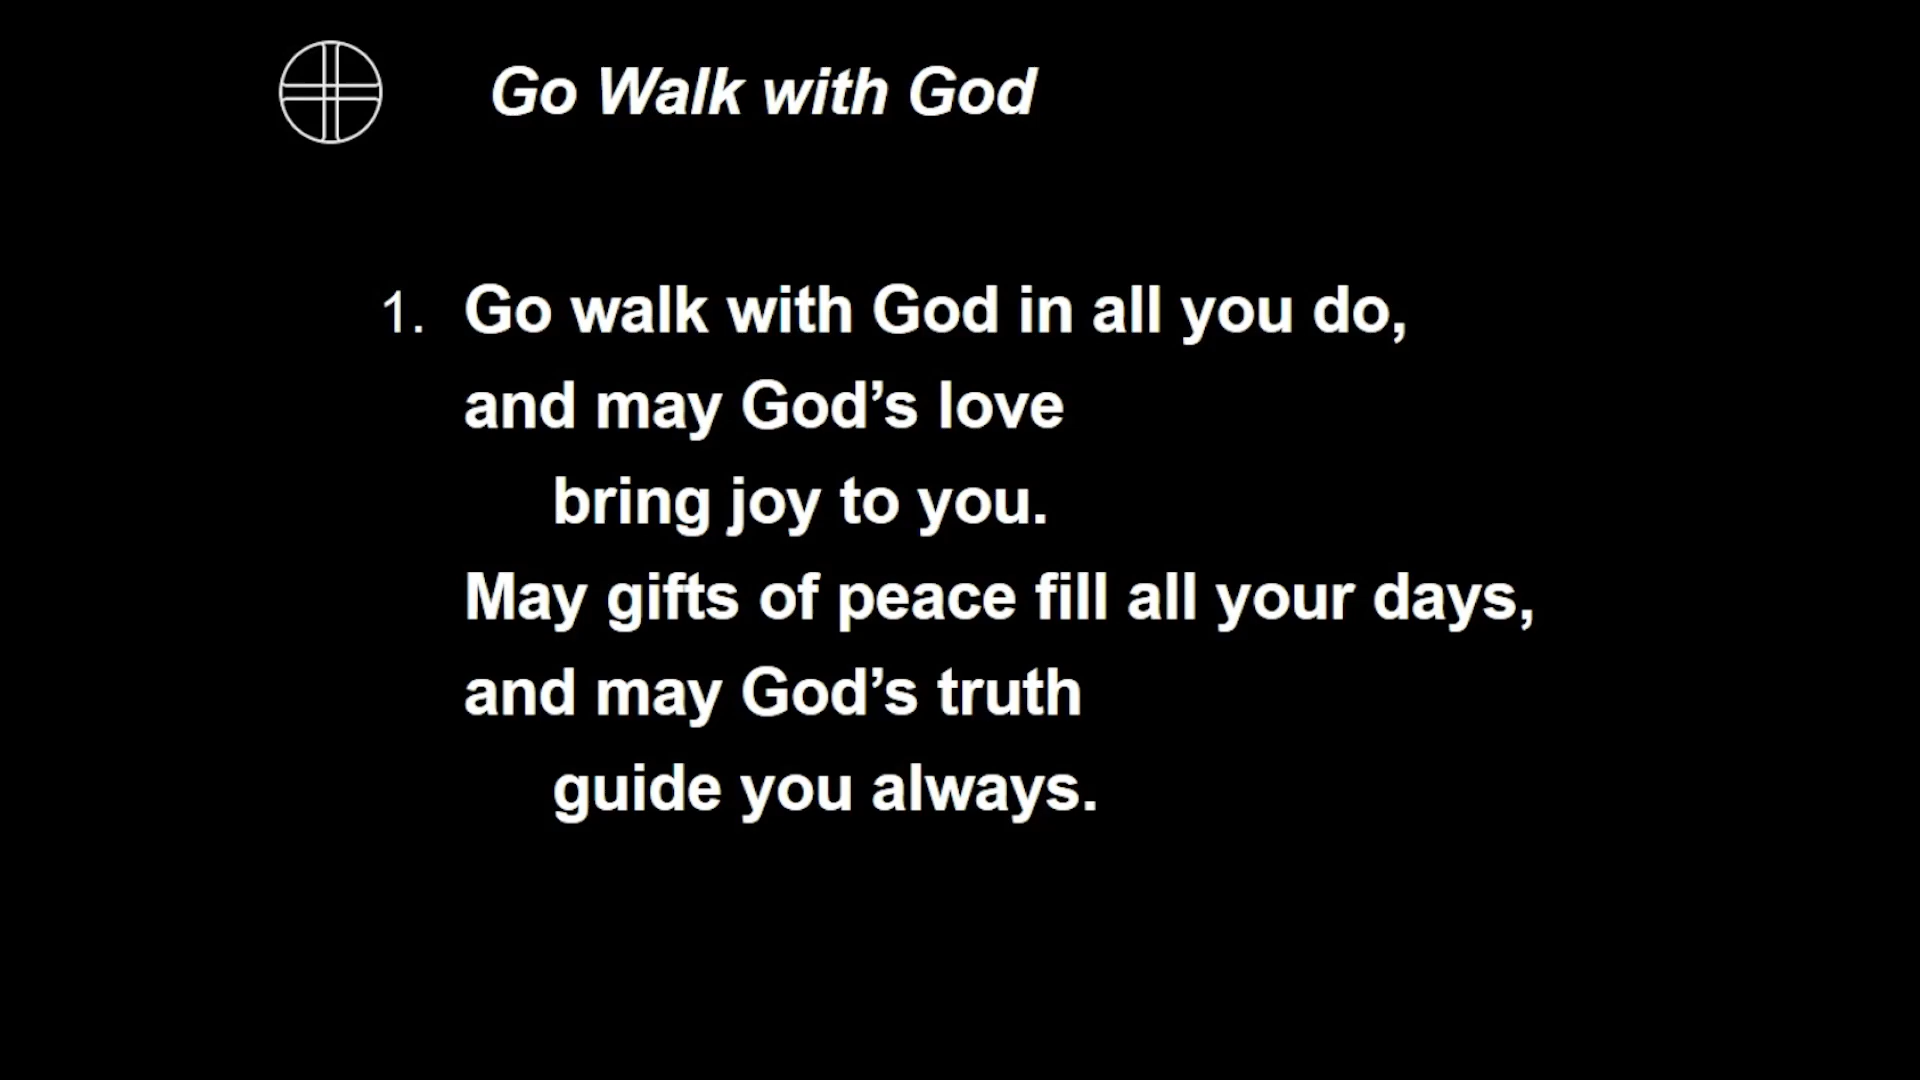 Go Walk with God
1. Go walk with God in all you do,
and may God’s love
bring joy to you.
May gifts of peace fill all your days,
and may God’s truth
guide you always.